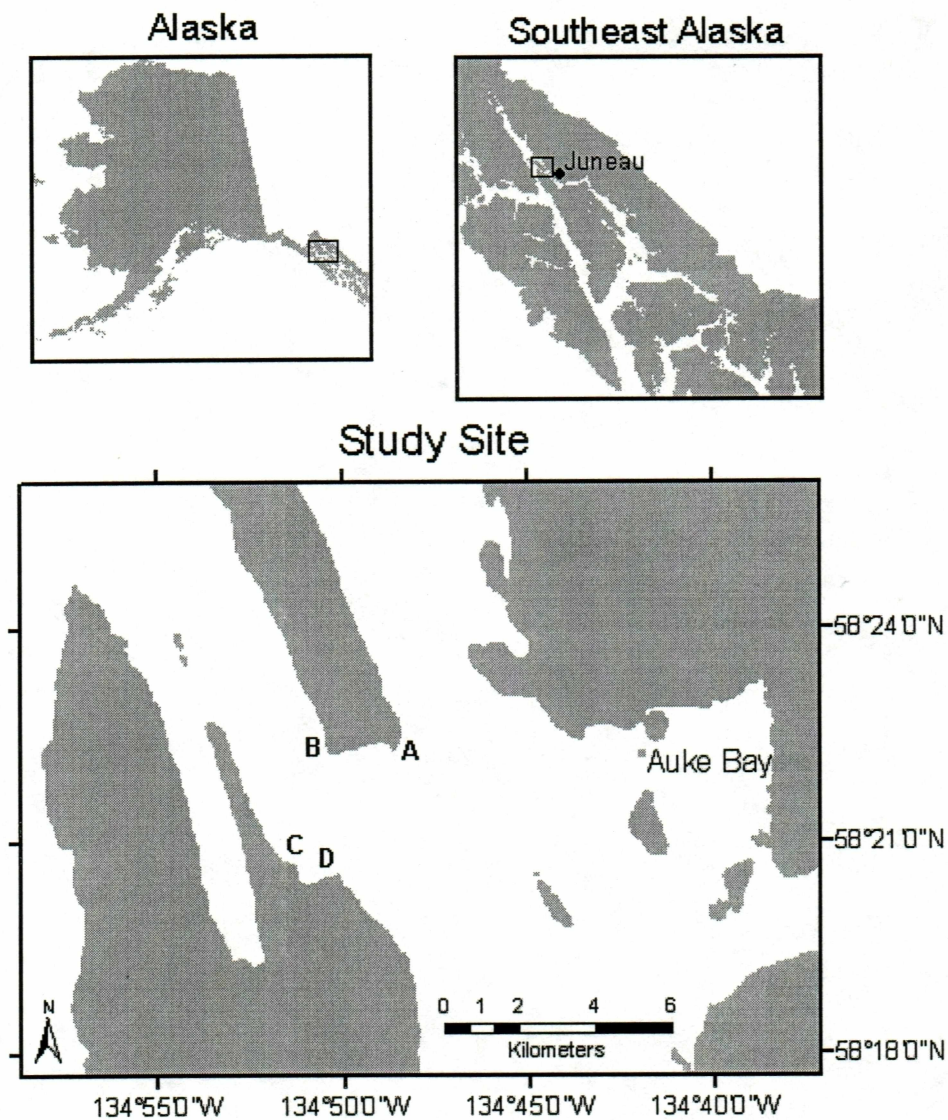 Alaska
Southeast Alaska
Juneau
Study Site
58°24'0"N
B
A
Auke Bay
58°21'0"N
C
D
N
0 1 2 4 6
Kilometers
58°18'0"N
134°55'0"W 134°50'0"W 134°45'0"W 134°40'0"W